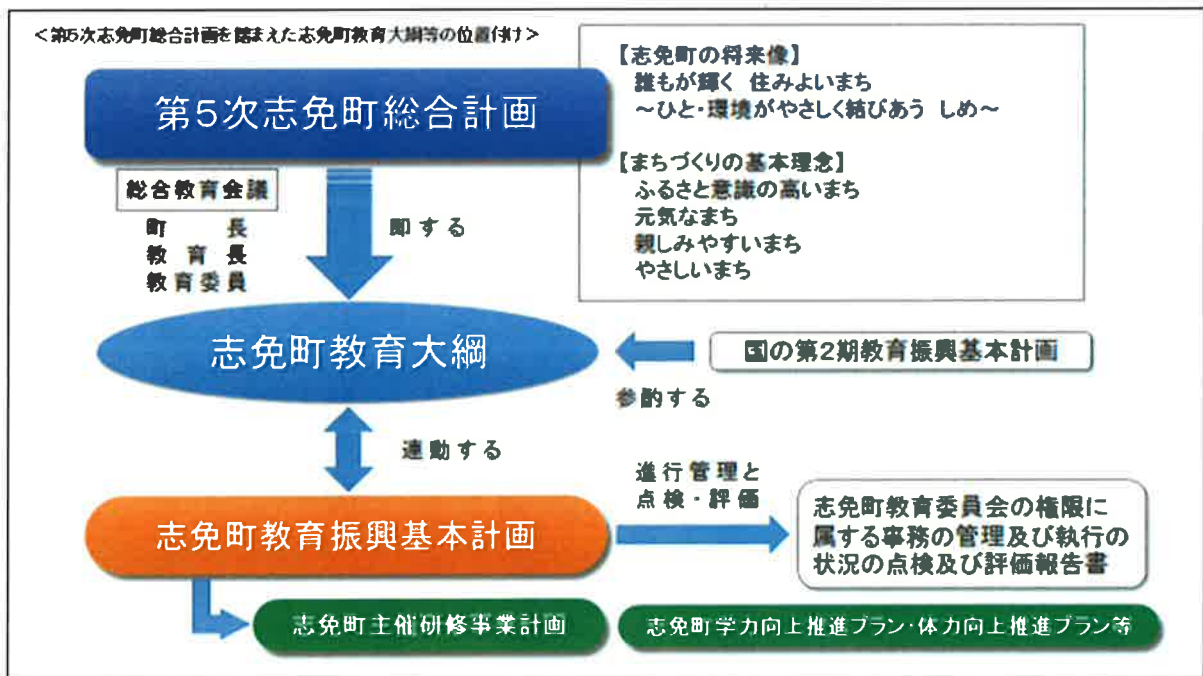 <第5次志免町総合計画を踏まえた志免町教育大綱等の位置付け>
第5次志免町総合計画
【志免町の将来像】
誰もが輝く 住みよいまち
~ひと・環境がやさしく結びあう しめ~
【まちづくりの基本理念】
ふるさと意識の高いまち
元気なまち
親しみやすいまち
やさしいまち
総合教育会議
町 長
教 育 長
教育委員
即する
志免町教育大綱
国の第2期教育振興基本計画
参酌する
連動する
進行管理と
点検・評価
志免町教育振興基本計画
志免町教育委員会の権限に
属する事務の管理及び執行の
状況の点検及び評価報告書
志免町主催研修事業計画
志免町学力向上推進プラン・体力向上推進プラン等